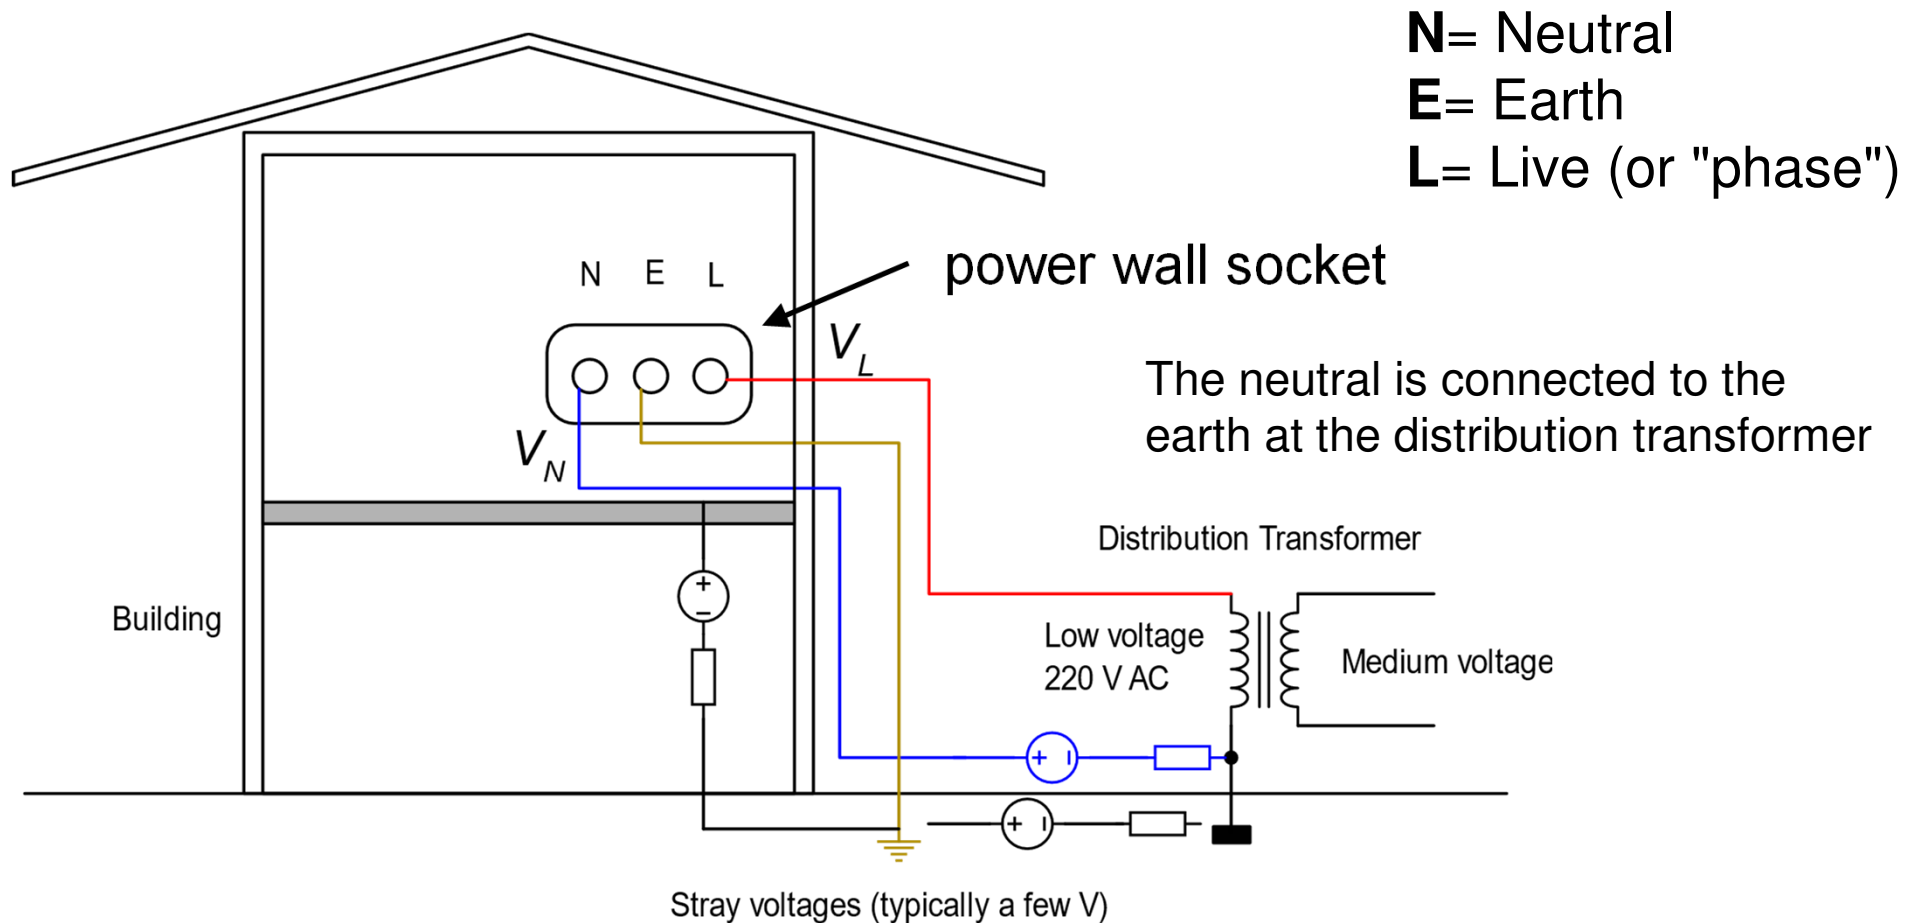 N= Neutral
E= Earth
L= Live (or "phase")
N E L
power wall socket
V_L
The neutral is connected to the
earth at the distribution transformer
V_N
Distribution Transformer
Building
Low voltage
220 V AC
Medium voltage
Stray voltages (typically a few V)